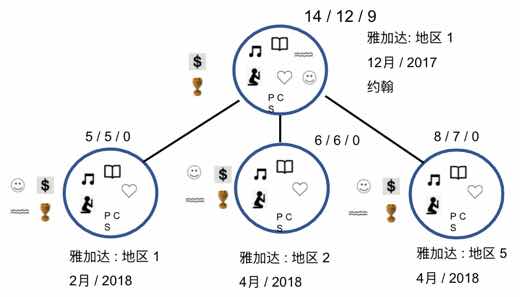 14 / 12 / 9
雅加达: 地区 1
12月 / 2017
约翰
$
P C
S
5 / 5 / 0
$
P C
S
雅加达 : 地区 1
2月 / 2018
6 / 6 / 0
$
P C
S
雅加达 : 地区 2
4月 / 2018
8 / 7 / 0
$
P C
S
雅加达 : 地区 5
4月 / 2018